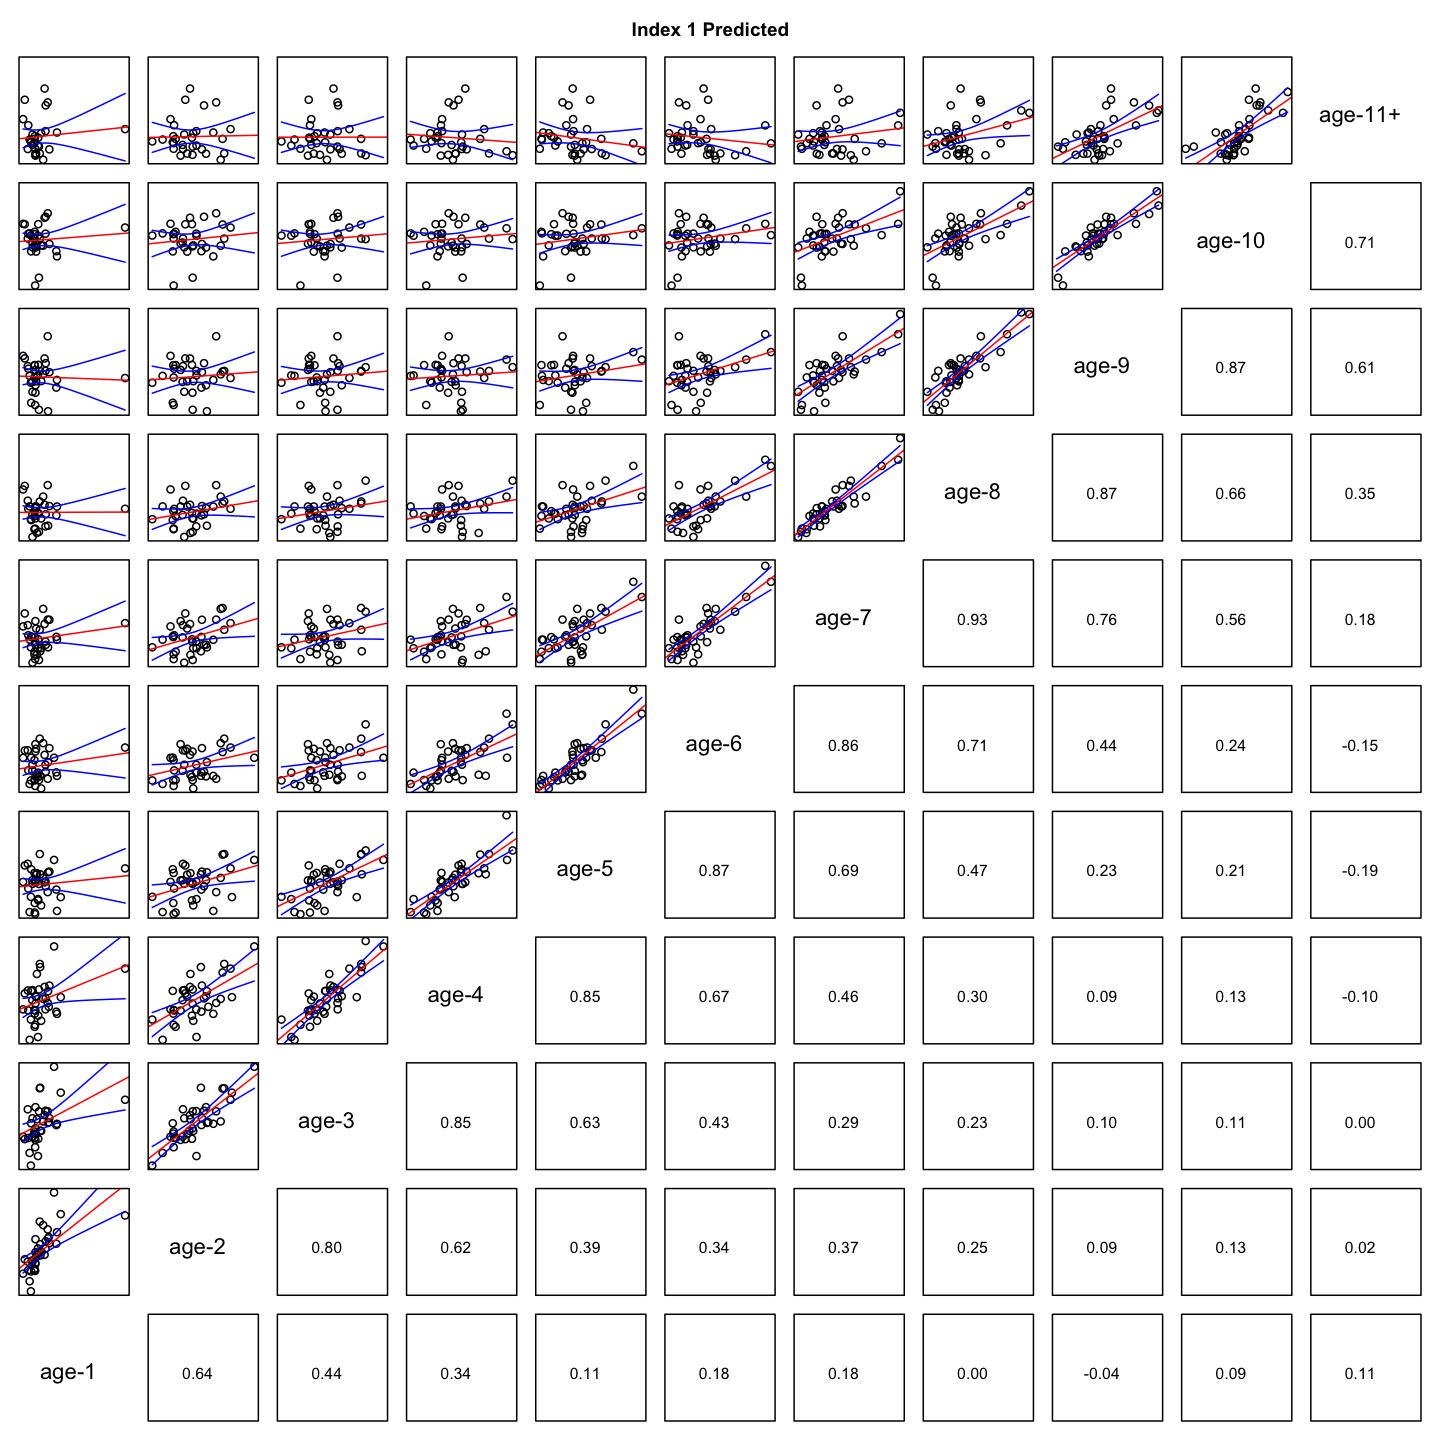 Index 1 Predicted
age-11+
age-10
0.71
age-9
0.87 0.61
age-8
0.87 0.66 0.35
age-7
0.93 0.76 0.56 0.18
age-6
0.86 0.71 0.44 0.24 -0.15
age-5
0.87 0.69 0.47 0.23 0.21 -0.19
age-4
0.85 0.67 0.46 0.30 0.09 0.13 -0.10
age-3
0.85 0.63 0.43 0.29 0.23 0.10 0.11 0.00
age-2
0.80 0.62 0.39 0.34 0.37 0.25 0.09 0.13 0.02
age-1
0.64 0.44 0.34 0.11 0.18 0.18 0.00 -0.04 0.09 0.11